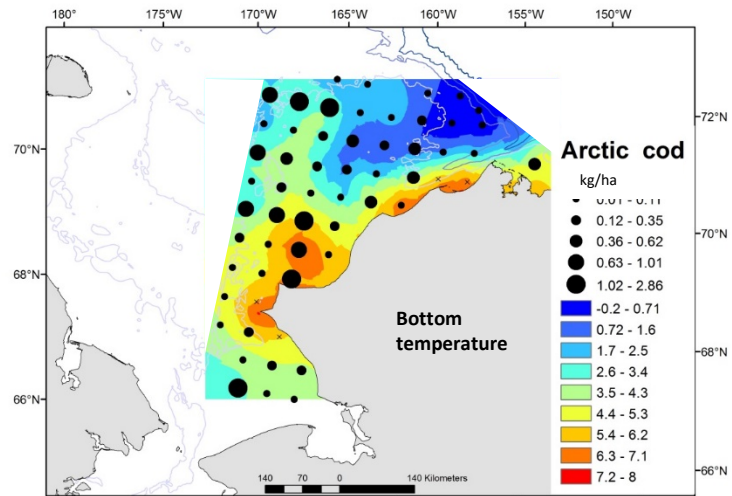 180° 175°W 170°W 165°W 160°W 155°W 150°W
72°N
70°N 70°N
68°N 68°N
66°N 66°N
Arctic cod
kg/ha
0.01 - 0.11
0.12 - 0.35
0.36 - 0.62
0.63 - 1.01
1.02 - 2.86
-0.2 - 0.71
0.72 - 1.6
1.7 - 2.5
2.6 - 3.4
3.5 - 4.3
4.4 - 5.3
5.4 - 6.2
6.3 - 7.1
7.2 - 8
Bottom
temperature
140 70 0 140 Kilometers